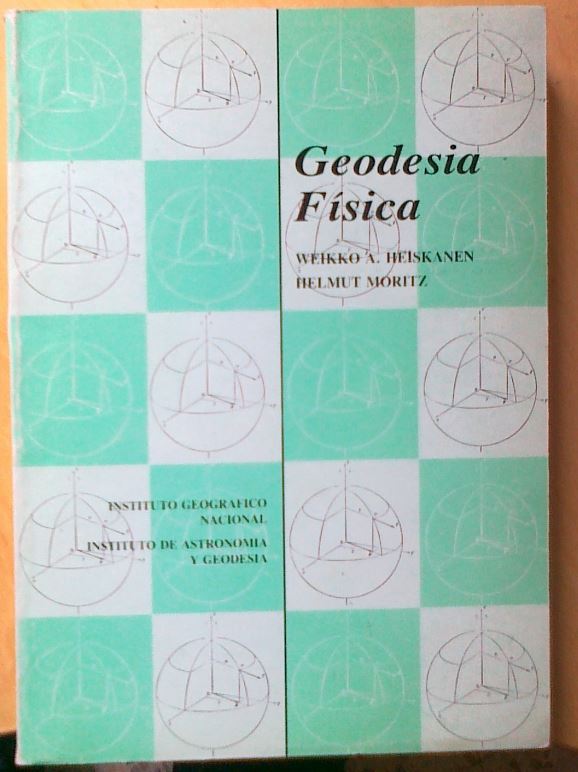 Geodesia
Física
WEIKKO A. HEISKANEN
HELMUT MORITZ
INSTITUTO GEOGRAFICO
NACIONAL
INSTITUTO DE ASTRONOMIA
Y GEODESIA